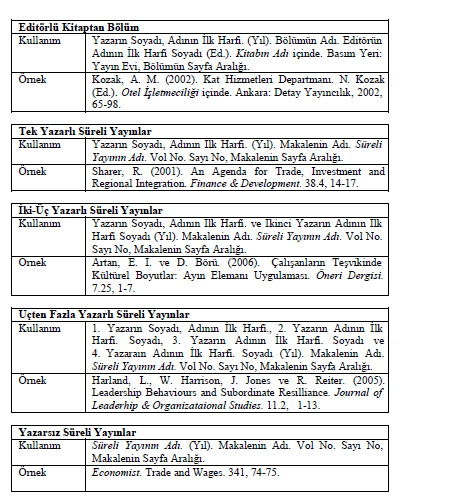 Editörlü Kitaptan Bölüm
Kullanım Yazarın Soyadı, Adının İlk Harfi. (Yıl). Bölümün Adı. Editörün
Adının İlk Harfi Soyadı (Ed.). Kitabın Adı içinde. Basım Yeri:
Yayın Evi, Bölümün Sayfa Aralığı.
Örnek Kozak, A. M. (2002). Kat Hizmetleri Departmanı. N. Kozak
(Ed.). Otel İşletmeciliği içinde. Ankara: Detay Yayıncılık, 2002,
65-98.
Tek Yazarlı Süreli Yayınlar
Kullanım Yazarın Soyadı, Adının İlk Harfi. (Yıl). Makalenin Adı. Süreli
Yayının Adı. Vol No. Sayı No, Makalenin Sayfa Aralığı.
Örnek Sharer, R. (2001). An Agenda for Trade, Investment and
Regional Integration. Finance & Development. 38.4, 14-17.
İki-Üç Yazarlı Süreli Yayınlar
Kullanım Yazarın Soyadı, Adının İlk Harfi. ve İkinci Yazarın Adının İlk
Harfi Soyadı (Yıl). Makalenin Adı. Süreli Yayının Adı. Vol No.
Sayı No, Makalenin Sayfa Aralığı.
Örnek Artan, E. I. ve D. Börü. (2006). Çalışanların Teşvikinde
Kültürel Boyutlar: Ayın Elemanı Uygulaması. Öneri Dergisi.
7.25, 1-7.
Üçten Fazla Yazarlı Süreli Yayınlar
Kullanım 1. Yazarın Soyadı, Adının İlk Harfi., 2. Yazarın Adının İlk
Harfi. Soyadı, 3. Yazarın Adının İlk Harfi. Soyadı ve
4. Yazaraın Adının İlk Harfi. Soyadı (Yıl). Makalenin Adı.
Süreli Yayının Adı. Vol No. Sayı No, Makalenin Sayfa Aralığı.
Örnek Harland, L., W. Harrison, J. Jones ve R. Reiter. (2005).
Leadership Behaviours and Subordinate Resilliance. Journal of
Leaderhip & Organizataional Studies. 11.2, 1-13.
Yazarsız Süreli Yayınlar
Kullanım Süreli Yayının Adı. (Yıl). Makalenin Adı. Vol No. Sayı No,
Makalenin Sayfa Aralığı.
Örnek Economist. Trade and Wages. 341, 74-75.